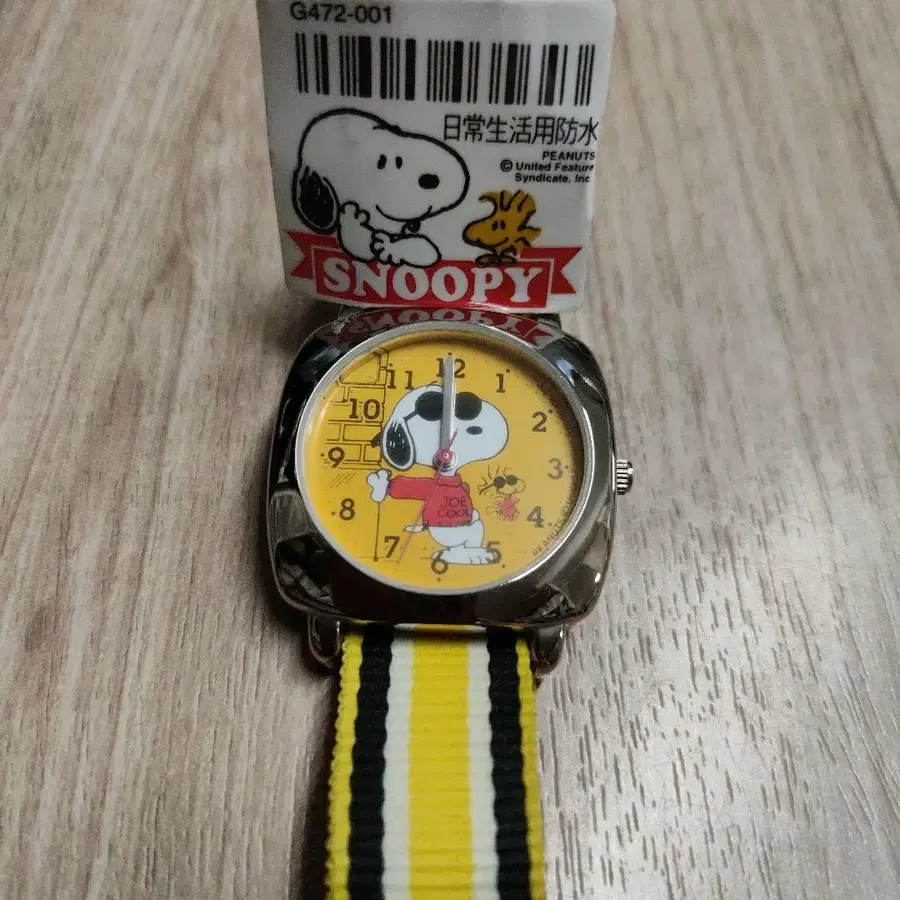 G472-001
日常生活用防水
PEANUTS
© United Feature
Syndicate, Inc
SNOOPY
12
11
1
10
2
9
3
8
4
7
5
6
JOE
COOL
PEANUTS ©